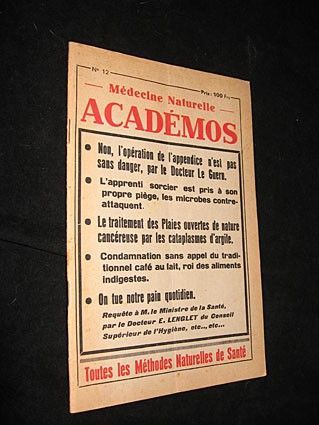 N° 12
Prix: 100 Frs
Médecine Naturelle
ACADÉMOS
● Non, l'opération de l'appendice n'est pas
sans danger, par le Docteur Le Guern.
● L'apprenti sorcier est pris à son
propre piège, les microbes contre-
attaquent.
● Le traitement des Plaies ouvertes de nature
cancéreuse par les cataplasmes d'argile.
● Condamnation sans appel du tradi-
tionnel café au lait, roi des aliments
indigestes.
● On tue notre pain quotidien.
Requête à M. le Ministre de la Santé,
par le Docteur E. LENGLET du Conseil
Supérieur de l'Hygiène, etc.., etc...
Toutes les Méthodes Naturelles de Santé